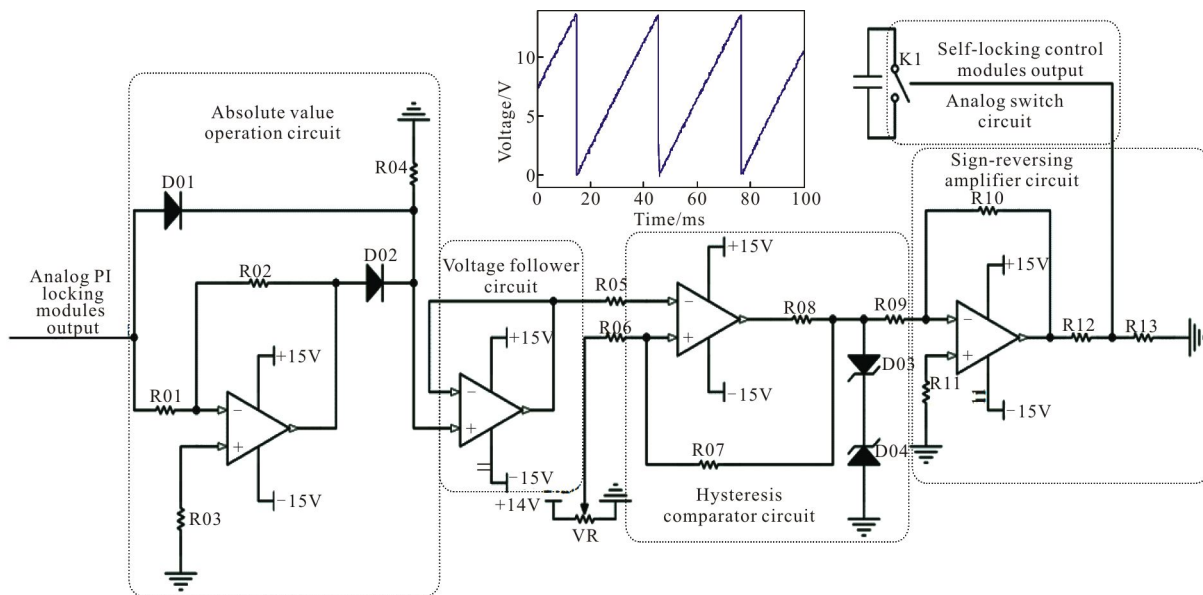 Absolute value
operation circuit
R04
D01
R02
D02
Analog PI
locking
modules
output
R01
+15V
−
+
−15V
R03
Voltage/V
10
5
0
0
20
40
60
80
100
Time/ms
Voltage follower
circuit
+15V
−
+
−15V
+14V
VR
R05
R06
+15V
−
+
−15V
R08
R07
D03
D04
Hysteresis
comparator circuit
K1
Self-locking control
modules output
Analog switch
circuit
Sign-reversing
amplifier circuit
R10
R09
+15V
−
+
−15V
R11
R12
R13